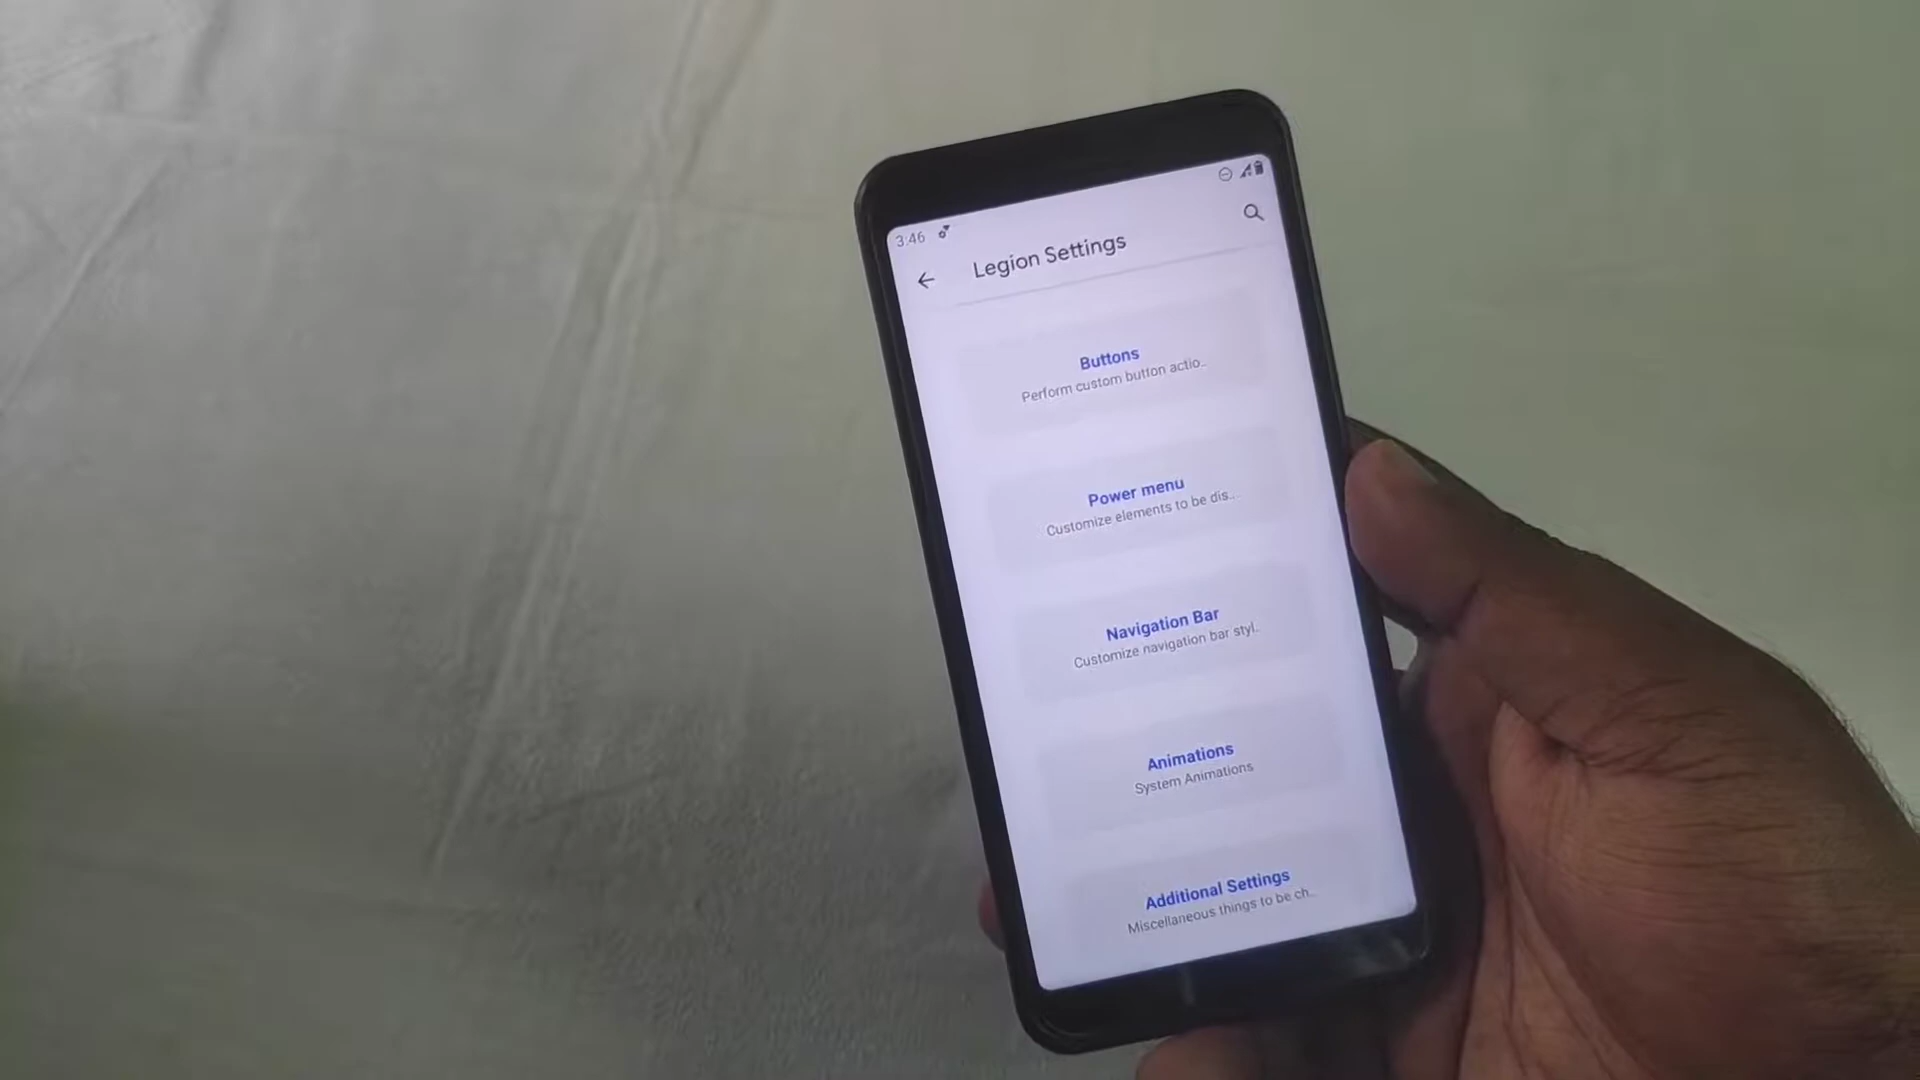 3:46
Legion Settings
Buttons
Perform custom button actio..
Power menu
Customize elements to be dis...
Navigation Bar
Customize navigation bar styl..
Animations
System Animations
Additional Settings
Miscellaneous things to be ch..